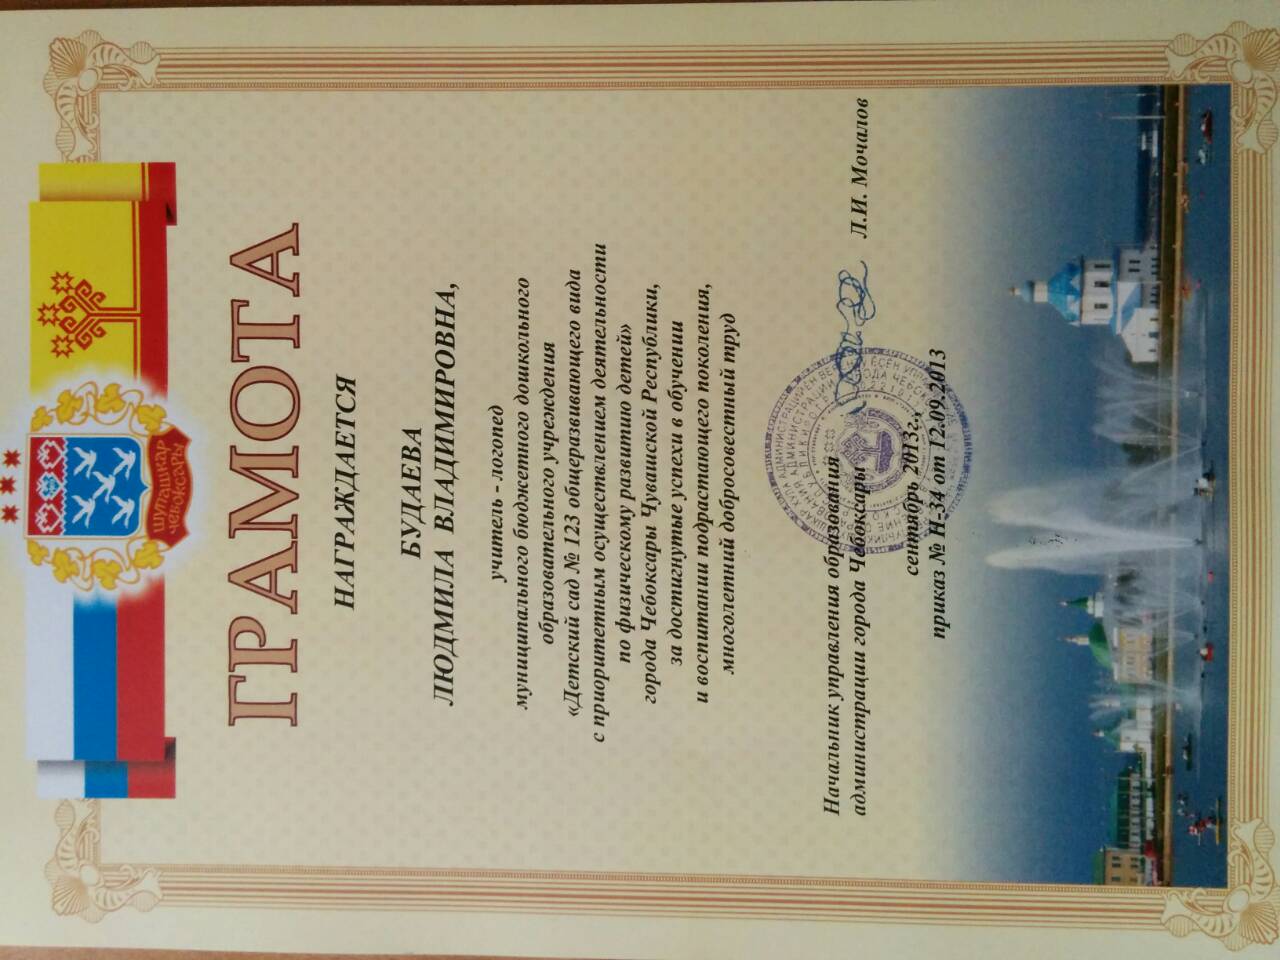 ШУПАШКАР
ЧЕБОКСАРЫ
ГРАМОТА
НАГРАЖДАЕТСЯ
БУДАЕВА
ЛЮДМИЛА ВЛАДИМИРОВНА,
учитель - логопед
муниципального бюджетного дошкольного
образовательного учреждения
«Детский сад № 123 общеразвивающего вида
с приоритетным осуществлением деятельности
по физическому развитию детей»
города Чебоксары Чувашской Республики,
за достигнутые успехи в обучении
и воспитании подрастающего поколения,
многолетний добросовестный труд
Начальник управления образования
администрации города Чебоксары
Л.И. Мочалов
сентябрь 2013г.,
приказ № Н-34 от 12.09.2013